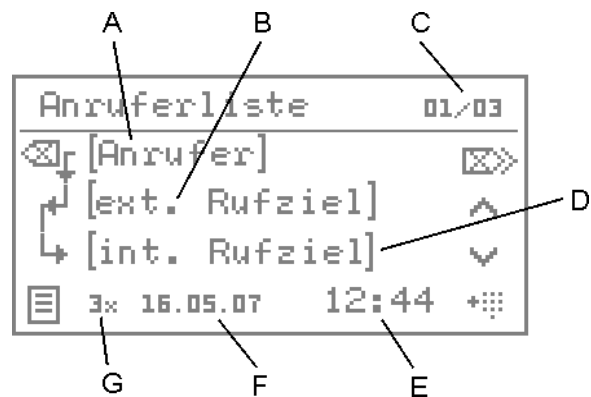 A B C
Anruferliste 01/03
[Anrufer]
[ext. Rufziel]
D
[int. Rufziel]
3x 16.05.07 12:44
G F E